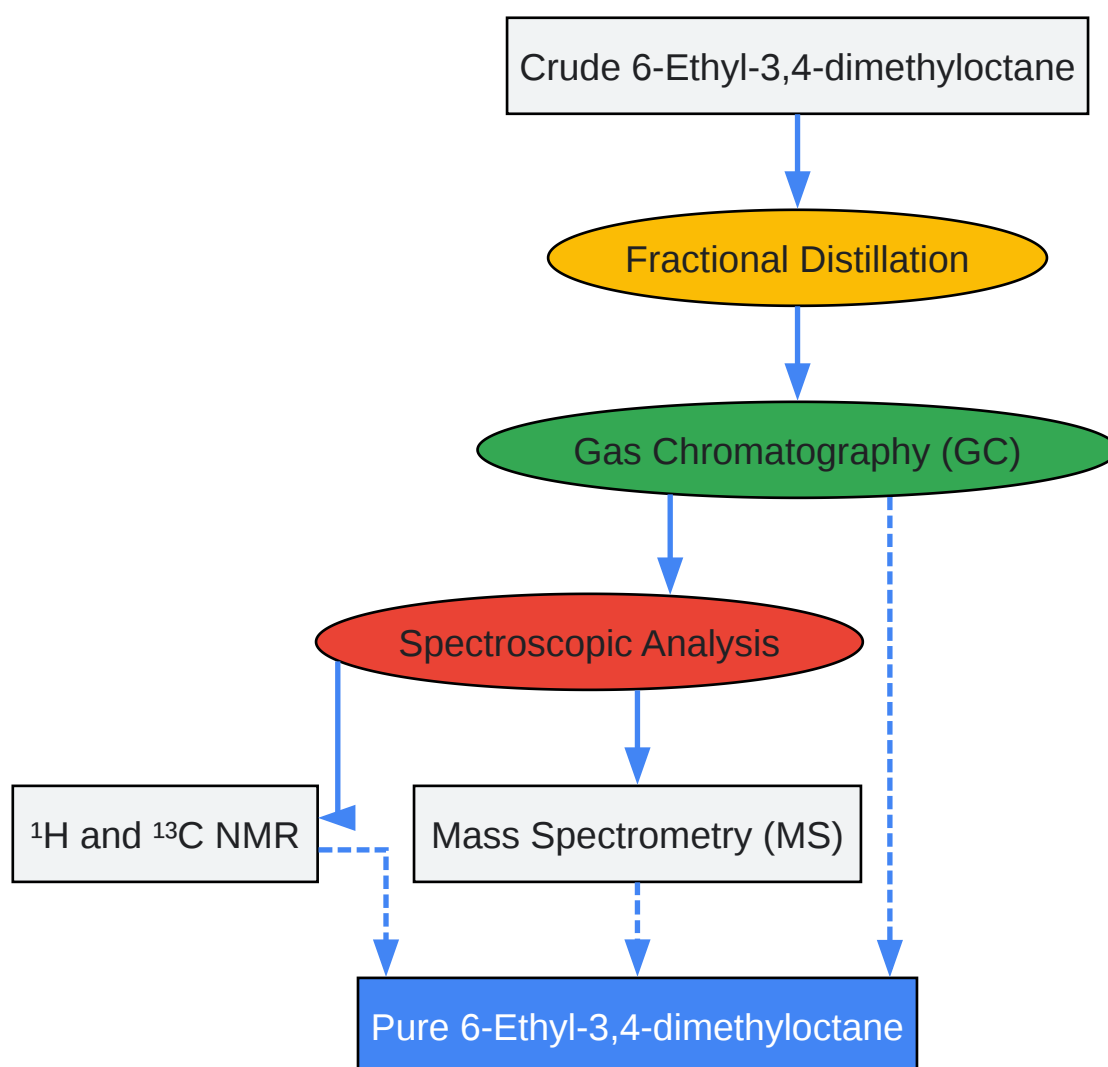 Crude 6-Ethyl-3,4-dimethyloctane
Fractional Distillation
Gas Chromatography (GC)
Spectroscopic Analysis
¹H and ¹³C NMR
Mass Spectrometry (MS)
Pure 6-Ethyl-3,4-dimethyloctane